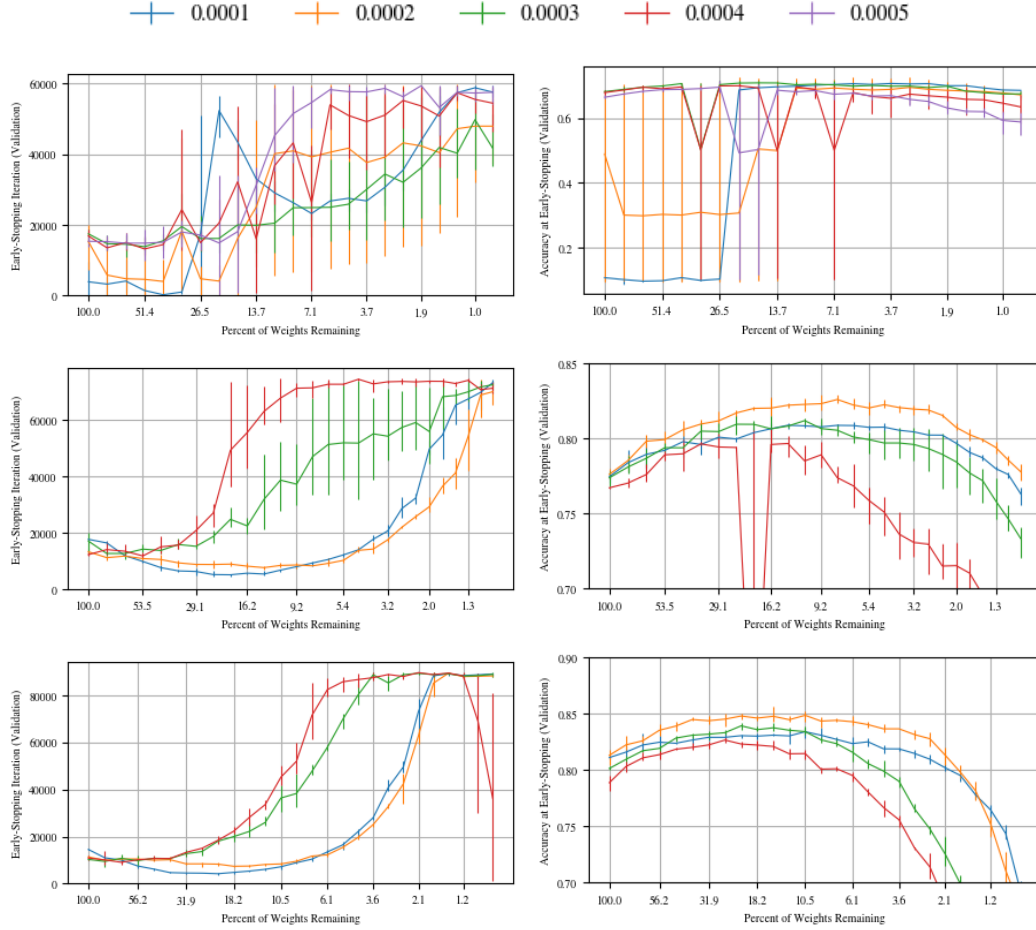 0.0001 0.0002 0.0003 0.0004 0.0005
Early-Stopping Iteration (Validation)
60000
40000
20000
0
100.0 51.4 26.5 13.7 7.1 3.7 1.9 1.0
Percent of Weights Remaining
Accuracy at Early-Stopping (Validation)
0.6
0.4
0.2
100.0 51.4 26.5 13.7 7.1 3.7 1.9 1.0
Percent of Weights Remaining
Early-Stopping Iteration (Validation)
60000
40000
20000
0
100.0 53.5 29.1 16.2 9.2 5.4 3.2 2.0 1.3
Percent of Weights Remaining
Accuracy at Early-Stopping (Validation)
0.85
0.80
0.75
0.70
100.0 53.5 29.1 16.2 9.2 5.4 3.2 2.0 1.3
Percent of Weights Remaining
Early-Stopping Iteration (Validation)
80000
60000
40000
20000
0
100.0 56.2 31.9 18.2 10.5 6.1 3.6 2.1 1.2
Percent of Weights Remaining
Accuracy at Early-Stopping (Validation)
0.90
0.85
0.80
0.75
0.70
100.0 56.2 31.9 18.2 10.5 6.1 3.6 2.1 1.2
Percent of Weights Remaining